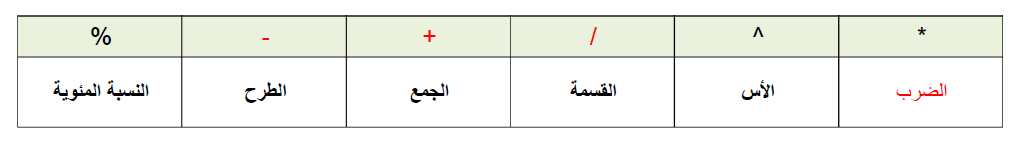 * ^ / + - %
الضرب الأس القسمة الجمع الطرح النسبة المئوية